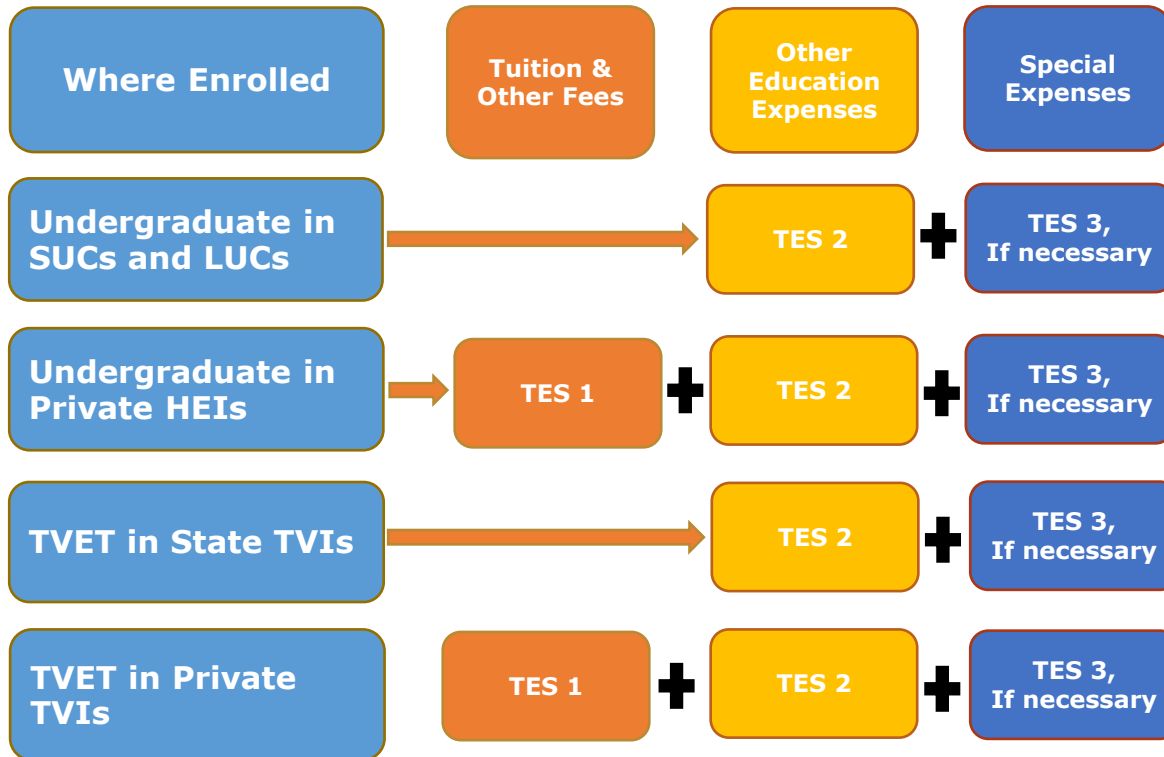 Where Enrolled
Tuition &
Other Fees
Other
Education
Expenses
Special
Expenses
Undergraduate in
SUCs and LUCs
TES 2
TES 3,
If necessary
Undergraduate in
Private HEIs
TES 1
TES 2
TES 3,
If necessary
TVET in State TVIs
TES 2
TES 3,
If necessary
TVET in Private
TVIs
TES 1
TES 2
TES 3,
If necessary